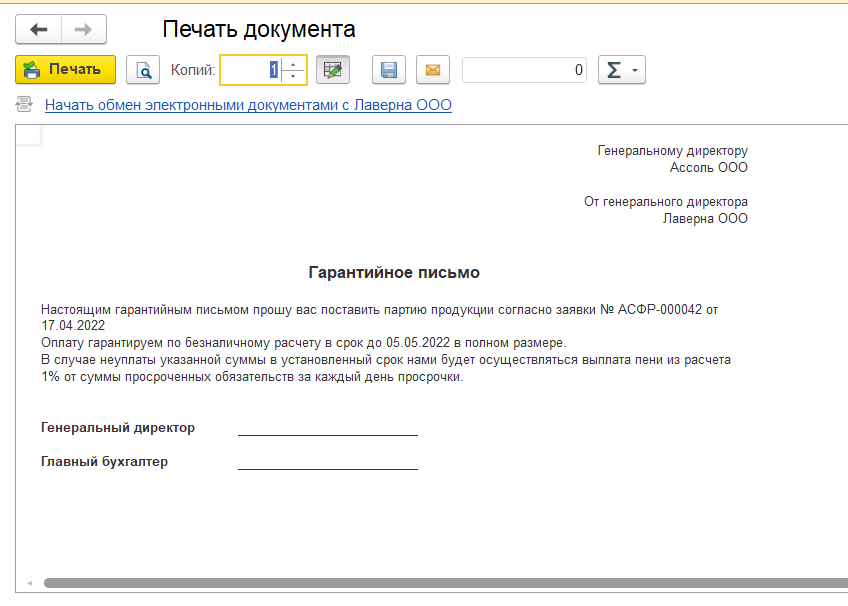 Печать документа
Печать
Копий:
1
0
Σ
Начать обмен электронными документами с Лаверна ООО
Генеральному директору
Ассоль ООО
От генерального директора
Лаверна ООО
Гарантийное письмо
Настоящим гарантийным письмом прошу вас поставить партию продукции согласно заявки № АСФР-000042 от
17.04.2022
Оплату гарантируем по безналичному расчету в срок до 05.05.2022 в полном размере.
В случае неуплаты указанной суммы в установленный срок нами будет осуществляться выплата пени из расчета
1% от суммы просроченных обязательств за каждый день просрочки.
Генеральный директор
Главный бухгалтер